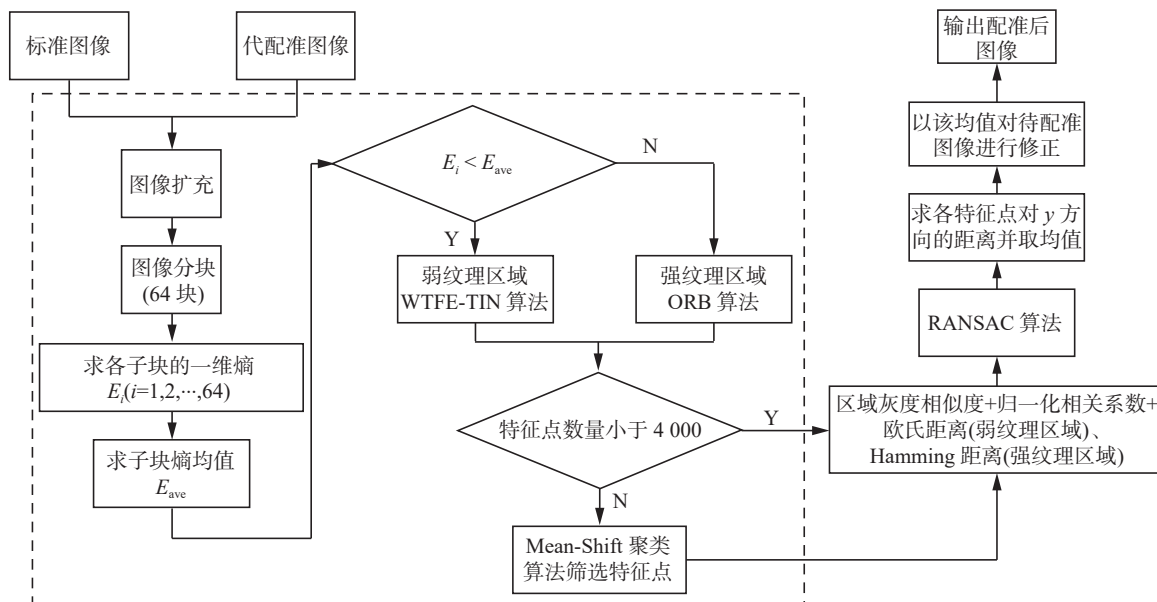 标准图像
代配准图像
图像扩充
图像分块
(64 块)
求各子块的一维熵
Eᵢ(i=1,2,···,64)
求子块熵均值
Eave
Eᵢ < Eave
N
Y
弱纹理区域
WTFE-TIN 算法
强纹理区域
ORB 算法
特征点数量小于 4 000
Y
N
Mean-Shift 聚类
算法筛选特征点
区域灰度相似度+归一化相关系数+
欧氏距离(弱纹理区域)、
Hamming 距离(强纹理区域)
RANSAC 算法
求各特征点对 y 方
向的距离并取均值
以该均值对待配准
图像进行修正
输出配准后
图像